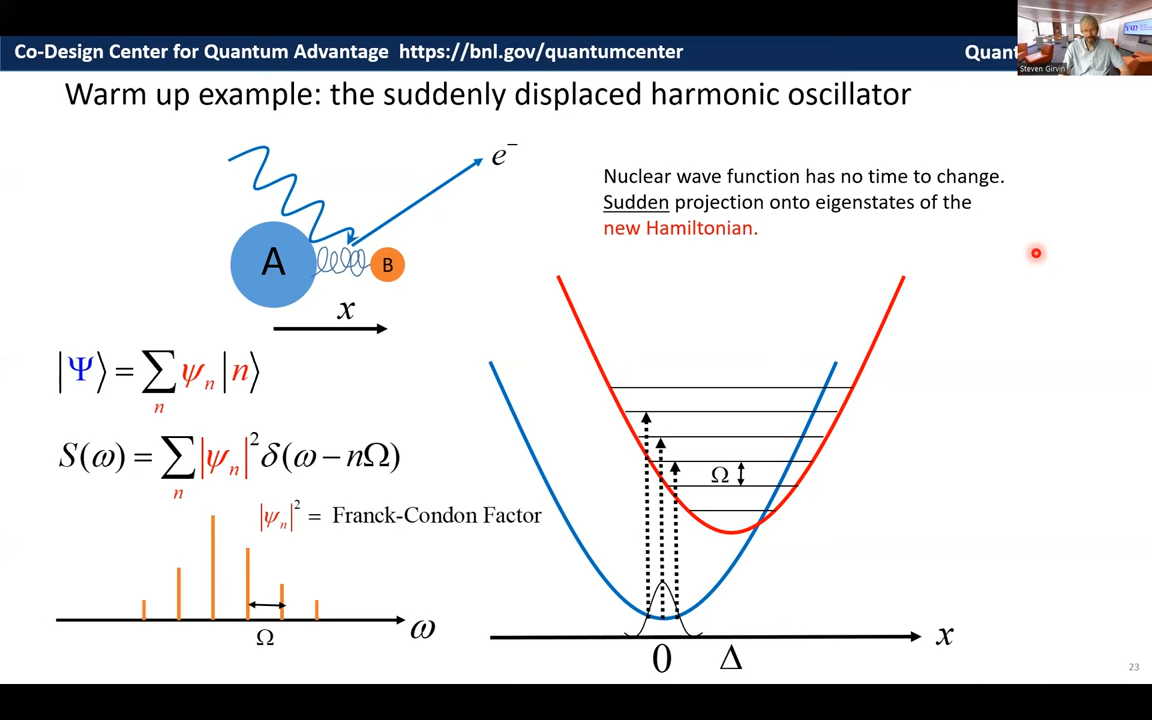 Co-Design Center for Quantum Advantage https://bnl.gov/quantumcenter
Quant
Steven Girvin
Warm up example: the suddenly displaced harmonic oscillator
e⁻
A
B
x
Nuclear wave function has no time to change.
Sudden projection onto eigenstates of the
new Hamiltonian.
|Ψ⟩ = ∑ₙ ψₙ |n⟩
S(ω) = ∑ₙ |ψₙ|² δ(ω − nΩ)
|ψₙ|² = Franck-Condon Factor
Ω
ω
Ω
0
Δ
x
23